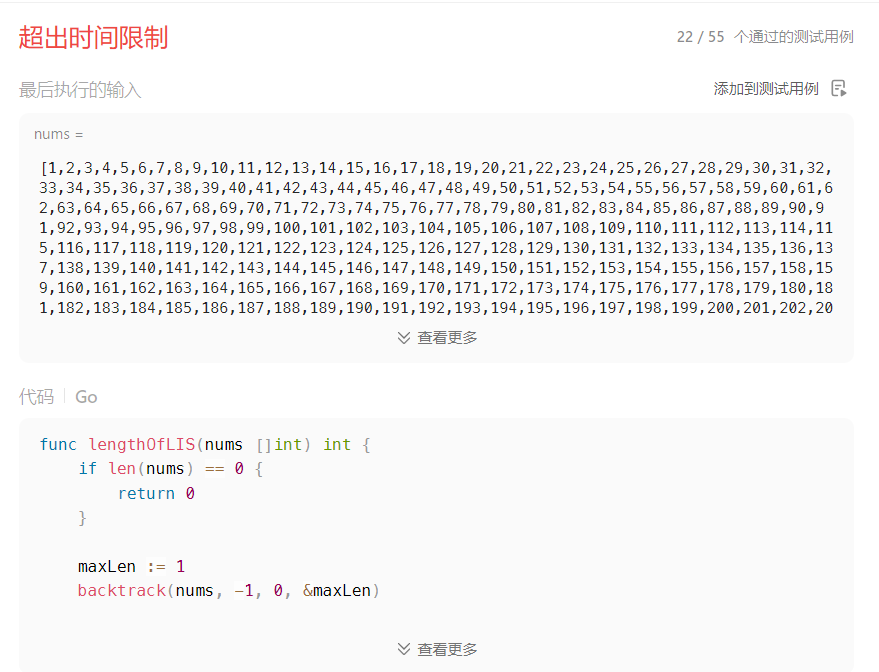 超出时间限制
22 / 55 个通过的测试用例
最后执行的输入
添加到测试用例
nums =
[1,2,3,4,5,6,7,8,9,10,11,12,13,14,15,16,17,18,19,20,21,22,23,24,25,26,27,28,29,30,31,32,
33,34,35,36,37,38,39,40,41,42,43,44,45,46,47,48,49,50,51,52,53,54,55,56,57,58,59,60,61,6
2,63,64,65,66,67,68,69,70,71,72,73,74,75,76,77,78,79,80,81,82,83,84,85,86,87,88,89,90,9
1,92,93,94,95,96,97,98,99,100,101,102,103,104,105,106,107,108,109,110,111,112,113,114,11
5,116,117,118,119,120,121,122,123,124,125,126,127,128,129,130,131,132,133,134,135,136,13
7,138,139,140,141,142,143,144,145,146,147,148,149,150,151,152,153,154,155,156,157,158,15
9,160,161,162,163,164,165,166,167,168,169,170,171,172,173,174,175,176,177,178,179,180,18
1,182,183,184,185,186,187,188,189,190,191,192,193,194,195,196,197,198,199,200,201,202,20
查看更多
代码 | Go
func lengthOfLIS(nums []int) int {
    if len(nums) == 0 {
        return 0
    }
    maxLen := 1
    backtrack(nums, -1, 0, &maxLen)
查看更多